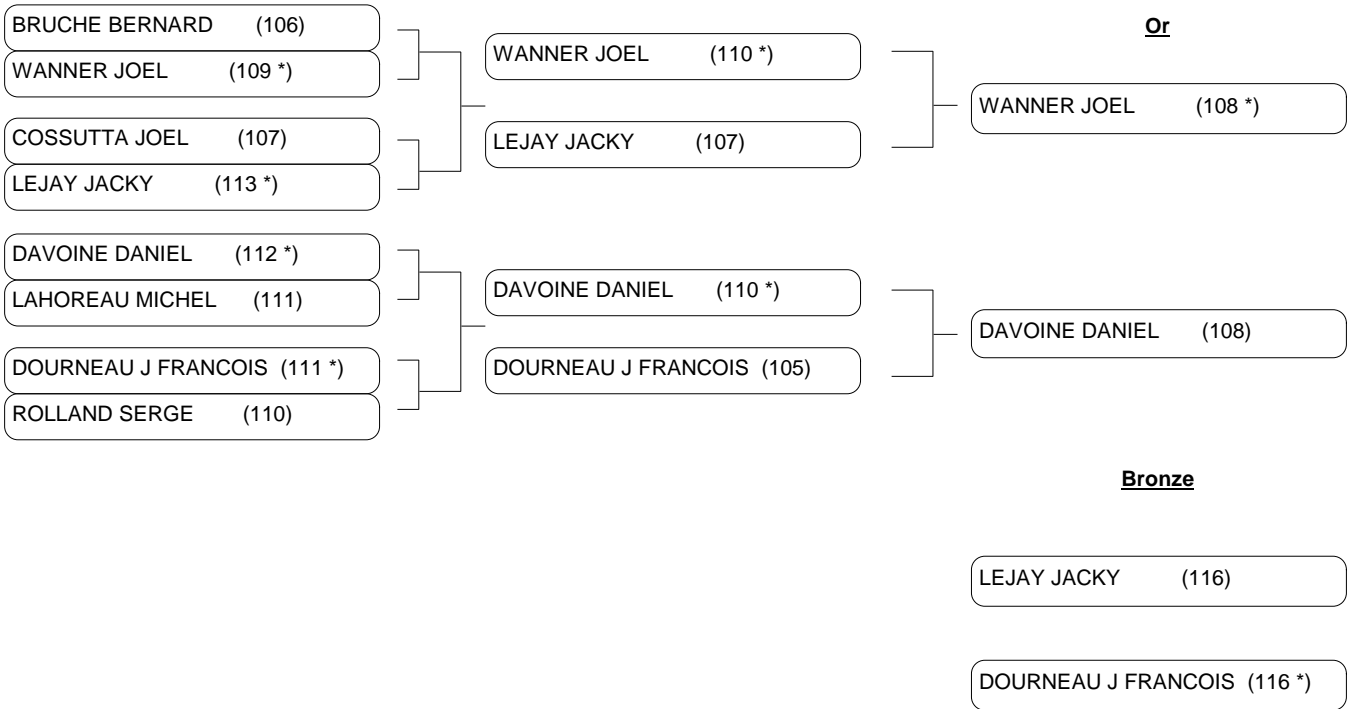 BRUCHE BERNARD (106)
WANNER JOEL (109 *)
COSSUTTA JOEL (107)
LEJAY JACKY (113 *)
DAVOINE DANIEL (112 *)
LAHOREAU MICHEL (111)
DOURNEAU J FRANCOIS (111 *)
ROLLAND SERGE (110)
WANNER JOEL (110 *)
LEJAY JACKY (107)
DAVOINE DANIEL (110 *)
DOURNEAU J FRANCOIS (105)
Or
WANNER JOEL (108 *)
DAVOINE DANIEL (108)
Bronze
LEJAY JACKY (116)
DOURNEAU J FRANCOIS (116 *)